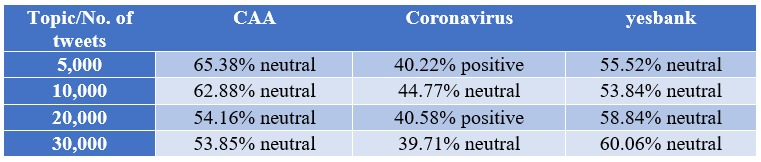 Topic/No. of tweets CAA Coronavirus yesbank
5,000 65.38% neutral 40.22% positive 55.52% neutral
10,000 62.88% neutral 44.77% neutral 53.84% neutral
20,000 54.16% neutral 40.58% positive 58.84% neutral
30,000 53.85% neutral 39.71% neutral 60.06% neutral